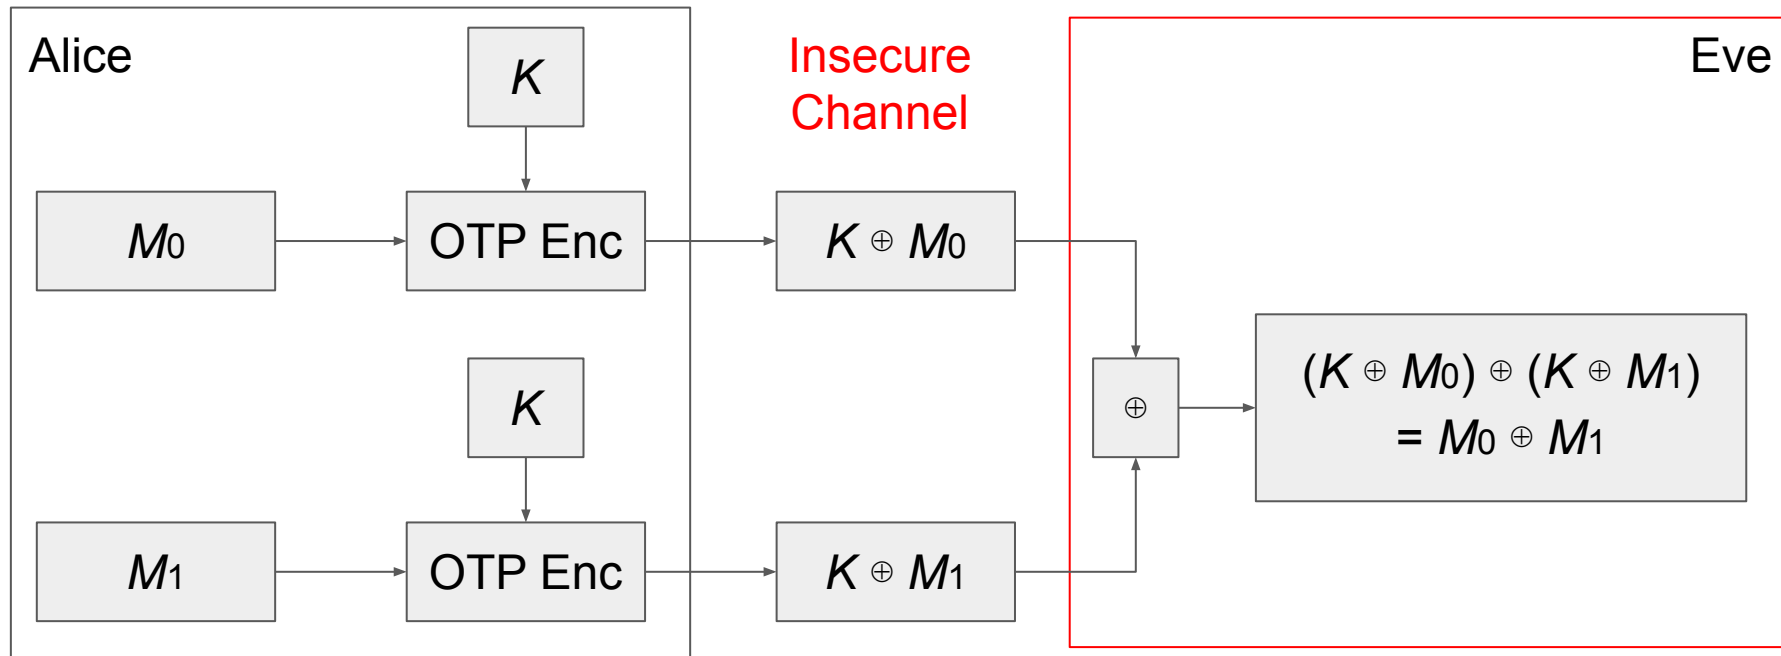 Alice
K
Insecure
Channel
Eve
M0
OTP Enc
K ⊕ M0
(K ⊕ M0) ⊕ (K ⊕ M1)
= M0 ⊕ M1
⊕
K
M1
OTP Enc
K ⊕ M1